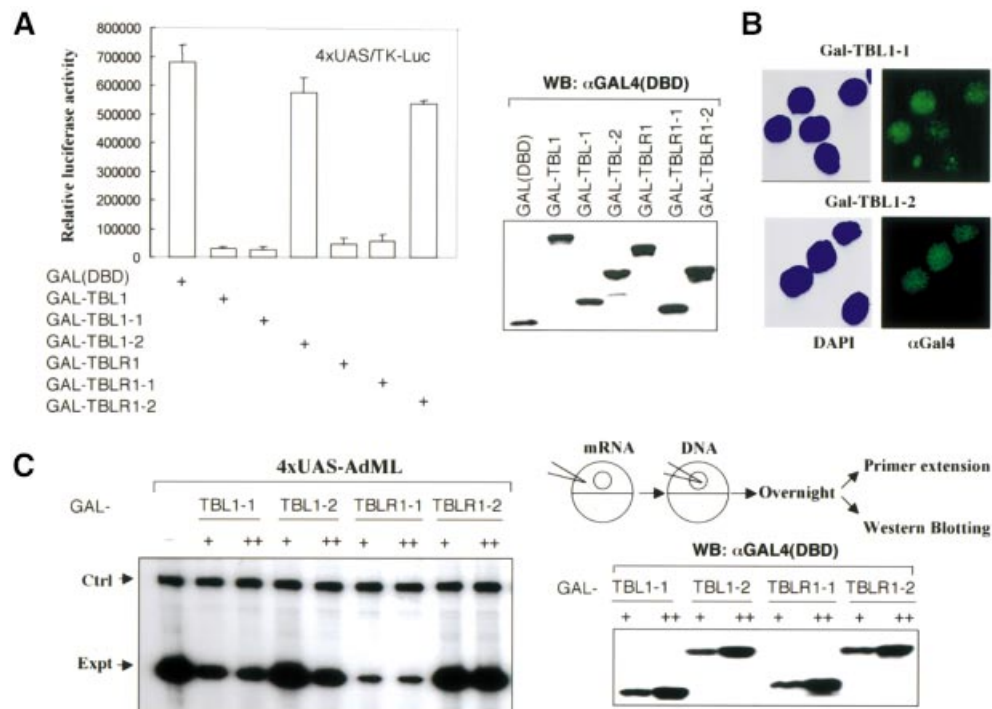 A
Relative luciferase activity
800000
700000
600000
500000
400000
300000
200000
100000
0
4xUAS/TK-Luc
GAL(DBD) +
GAL-TBL1 +
GAL-TBL1-1 +
GAL-TBL1-2 +
GAL-TBLR1 +
GAL-TBLR1-1 +
GAL-TBLR1-2 +
WB: αGAL4(DBD)
GAL(DBD)
GAL-TBL1
GAL-TBL-1
GAL-TBL-2
GAL-TBLR1
GAL-TBLR1-1
GAL-TBLR1-2
B
Gal-TBL1-1
Gal-TBL1-2
DAPI αGal4
C
4xUAS-AdML
GAL- TBL1-1 TBL1-2 TBLR1-1 TBLR1-2
– + ++ + ++ + ++ + ++
Ctrl
Expt
mRNA DNA
Overnight
Primer extension
Western Blotting
WB: αGAL4(DBD)
GAL- TBL1-1 TBL1-2 TBLR1-1 TBLR1-2
+ ++ + ++ + ++ + ++